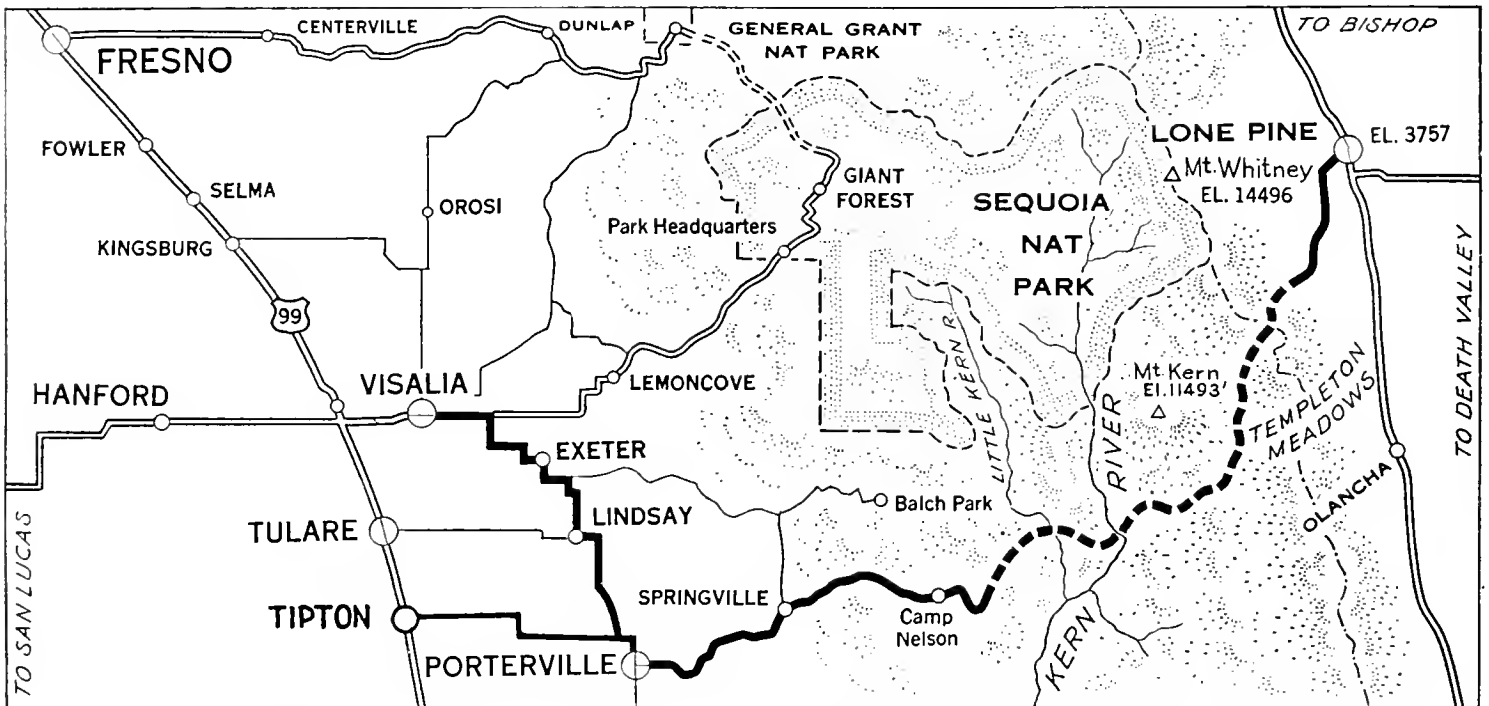 TO BISHOP
CENTERVILLE
DUNLAP
GENERAL GRANT
NAT PARK
FRESNO
LONE PINE
EL. 3757
FOWLER
Mt. Whitney
EL. 14496
GIANT
FOREST
SELMA
OROSI
SEQUOIA
NAT
PARK
Park Headquarters
KINGSBURG
99
TO DEATH VALLEY
LITTLE KERN R.
Mt Kern
El. 11493'
VISALIA
LEMONCOVE
HANFORD
TEMPLETON
MEADOWS
EXETER
RIVER
OLANCHA
Balch Park
LINDSAY
TULARE
TO SAN LUCAS
SPRINGVILLE
Camp
Nelson
TIPTON
KERN
PORTERVILLE